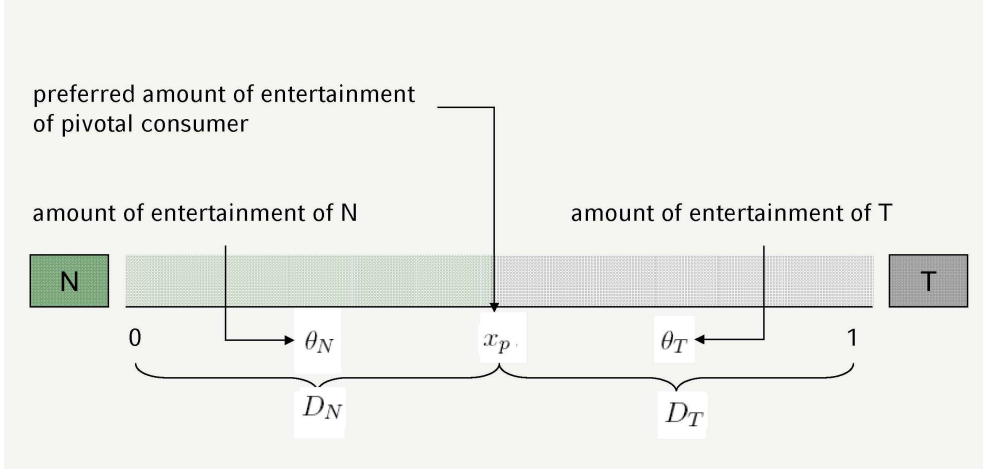 preferred amount of entertainment
of pivotal consumer
amount of entertainment of N
amount of entertainment of T
N
T
0
θ_N
x_p
θ_T
1
D_N
D_T